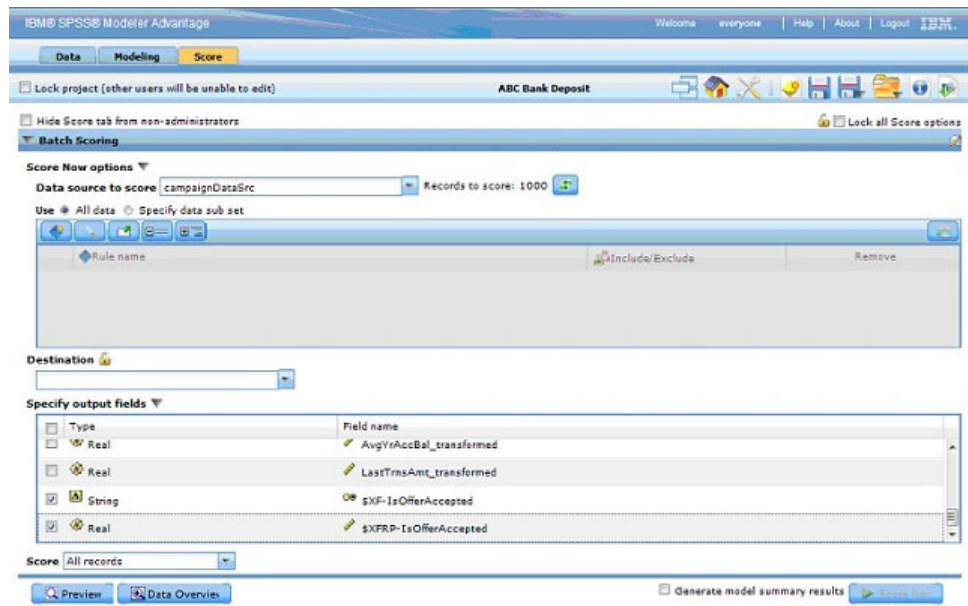 IBM® SPSS® Modeler Advantage
Welcome everyone | Help | About | Logout IBM.
Data Modeling Score
Lock project (other users will be unable to edit) ABC Bank Deposit
Hide Score tab from non-administrators Lock all Score options
Batch Scoring
Score Now options
Data source to score campaignDataSrc Records to score: 1000
Use All data Specify data sub set
Rule name Include/Exclude Remove
Destination
Specify output fields
Type Field name
Real AvgYrAccBal_transformed
Real LastTrnsAmt_transformed
String $XF-IsOfferAccepted
Real $XFRP-IsOfferAccepted
Score All records
Preview Data Overview Generate model summary results Score Now